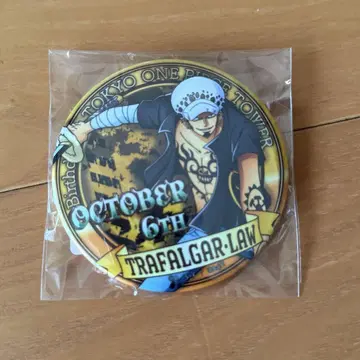 Birthday
TOKYO ONE PIECE TOWER
OCTOBER
6TH
TRAFALGAR·LAW